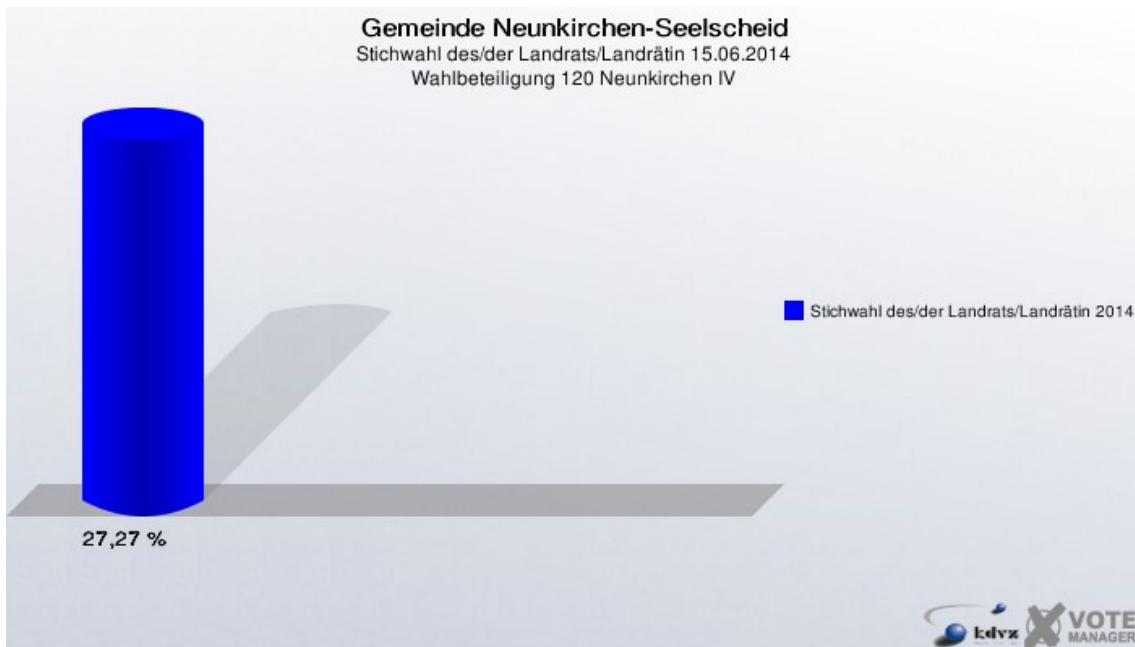 Gemeinde Neunkirchen-Seelscheid
Stichwahl des/der Landrats/Landrätin 15.06.2014
Wahlbeteiligung 120 Neunkirchen IV
Stichwahl des/der Landrats/Landrätin 2014
27,27 %
kdvz
VOTE
MANAGER